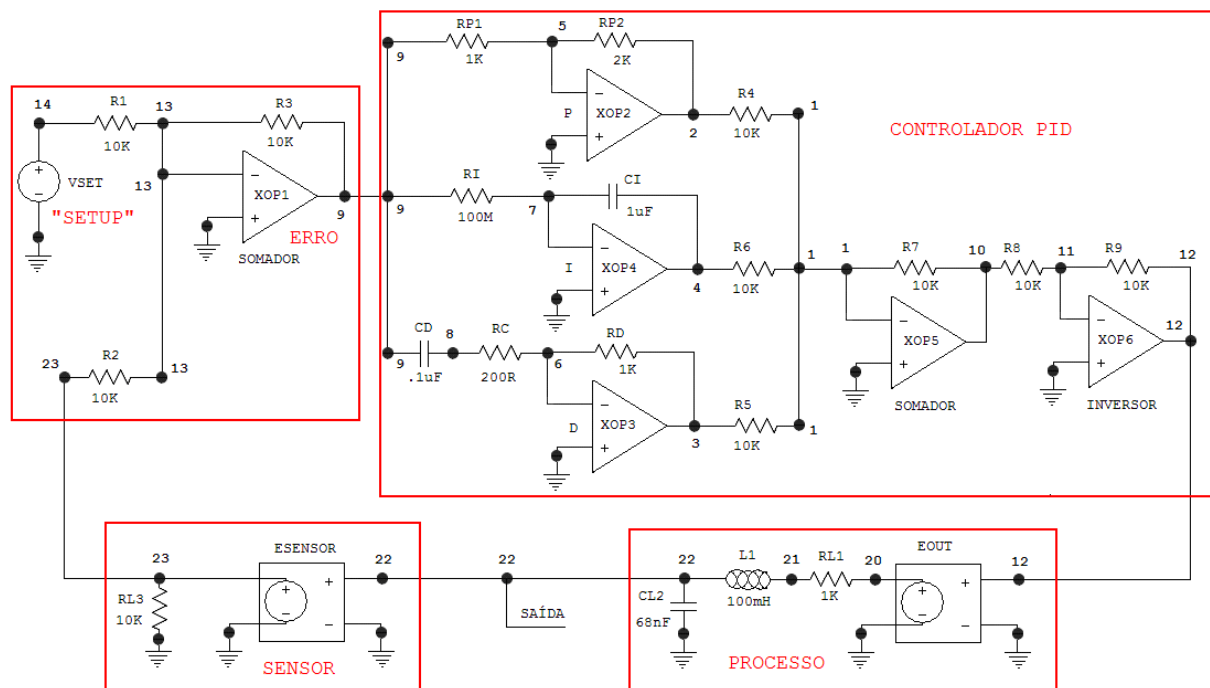 RP1
5
RP2
9
1K
2K
14
R1
13
R3
P
XOP2
R4
1
10K
10K
2
10K
CONTROLADOR PID
+
-
VSET
13
-
XOP1
+
9
9
RI
7
CI
"SETUP"
ERRO
100M
1uF
SOMADOR
-
I
XOP4
+
4
R6
10K
1
1
R7
10
R8
11
R9
12
10K
10K
10K
23
R2
13
10K
CD
8
RC
RD
9
.1uF
200R
6
1K
-
XOP5
+
-
XOP6
+
12
SOMADOR
INVERSOR
-
D
XOP3
+
3
R5
10K
1
23
ESENSOR
22
22
22
L1
21
RL1
20
EOUT
12
RL3
10K
+
-
+
-
SAÍDA
CL2
68nF
100mH
1K
+
-
+
-
SENSOR
PROCESSO